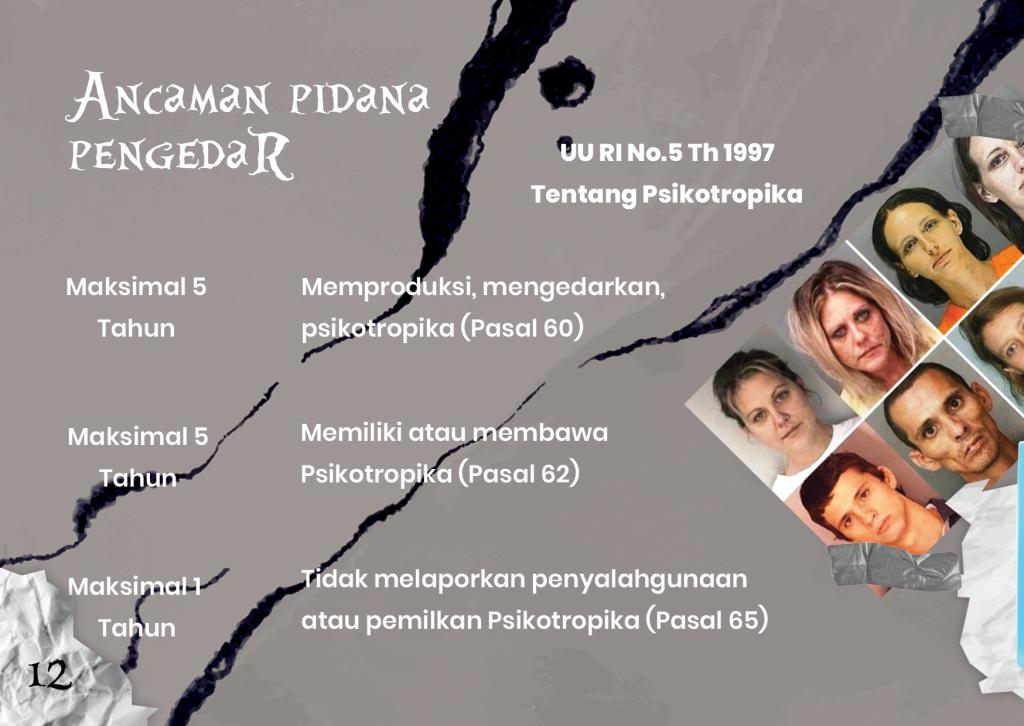 Ancaman pidana
pengedaR
UU RI No.5 Th 1997
Tentang Psikotropika
Maksimal 5
Tahun
Memproduksi, mengedarkan,
psikotropika (Pasal 60)
Maksimal 5
Tahun
Memiliki atau membawa
Psikotropika (Pasal 62)
Maksimal 1
Tahun
Tidak melaporkan penyalahgunaan
atau pemilkan Psikotropika (Pasal 65)
12